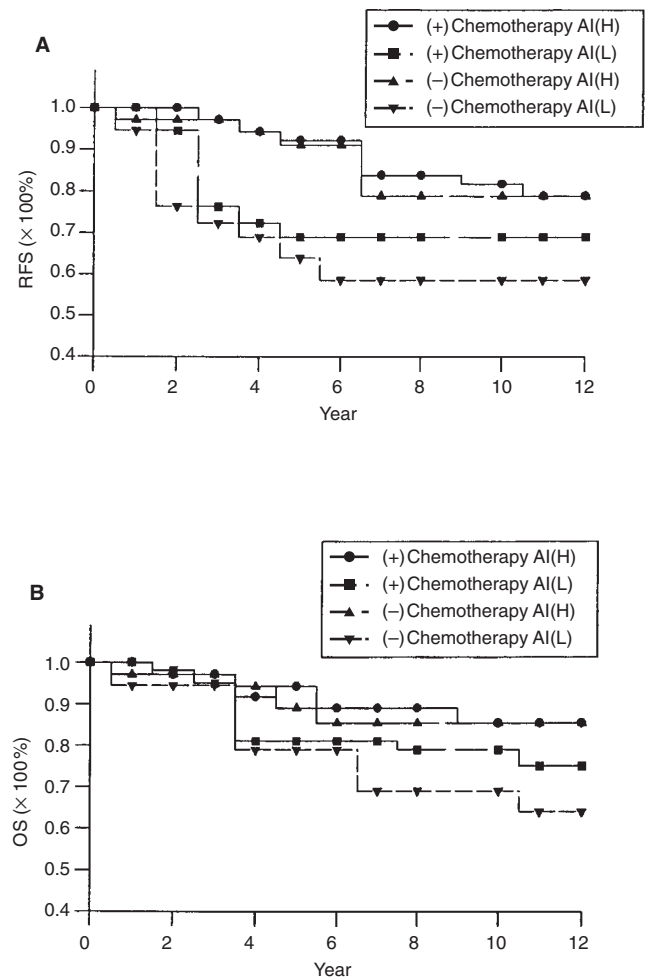 A
(+) Chemotherapy AI(H)
(+) Chemotherapy AI(L)
(−) Chemotherapy AI(H)
(−) Chemotherapy AI(L)
RFS (× 100%)
1.0
0.9
0.8
0.7
0.6
0.5
0.4
0 2 4 6 8 10 12
Year
B
(+) Chemotherapy AI(H)
(+) Chemotherapy AI(L)
(−) Chemotherapy AI(H)
(−) Chemotherapy AI(L)
OS (× 100%)
1.0
0.9
0.8
0.7
0.6
0.5
0.4
0 2 4 6 8 10 12
Year